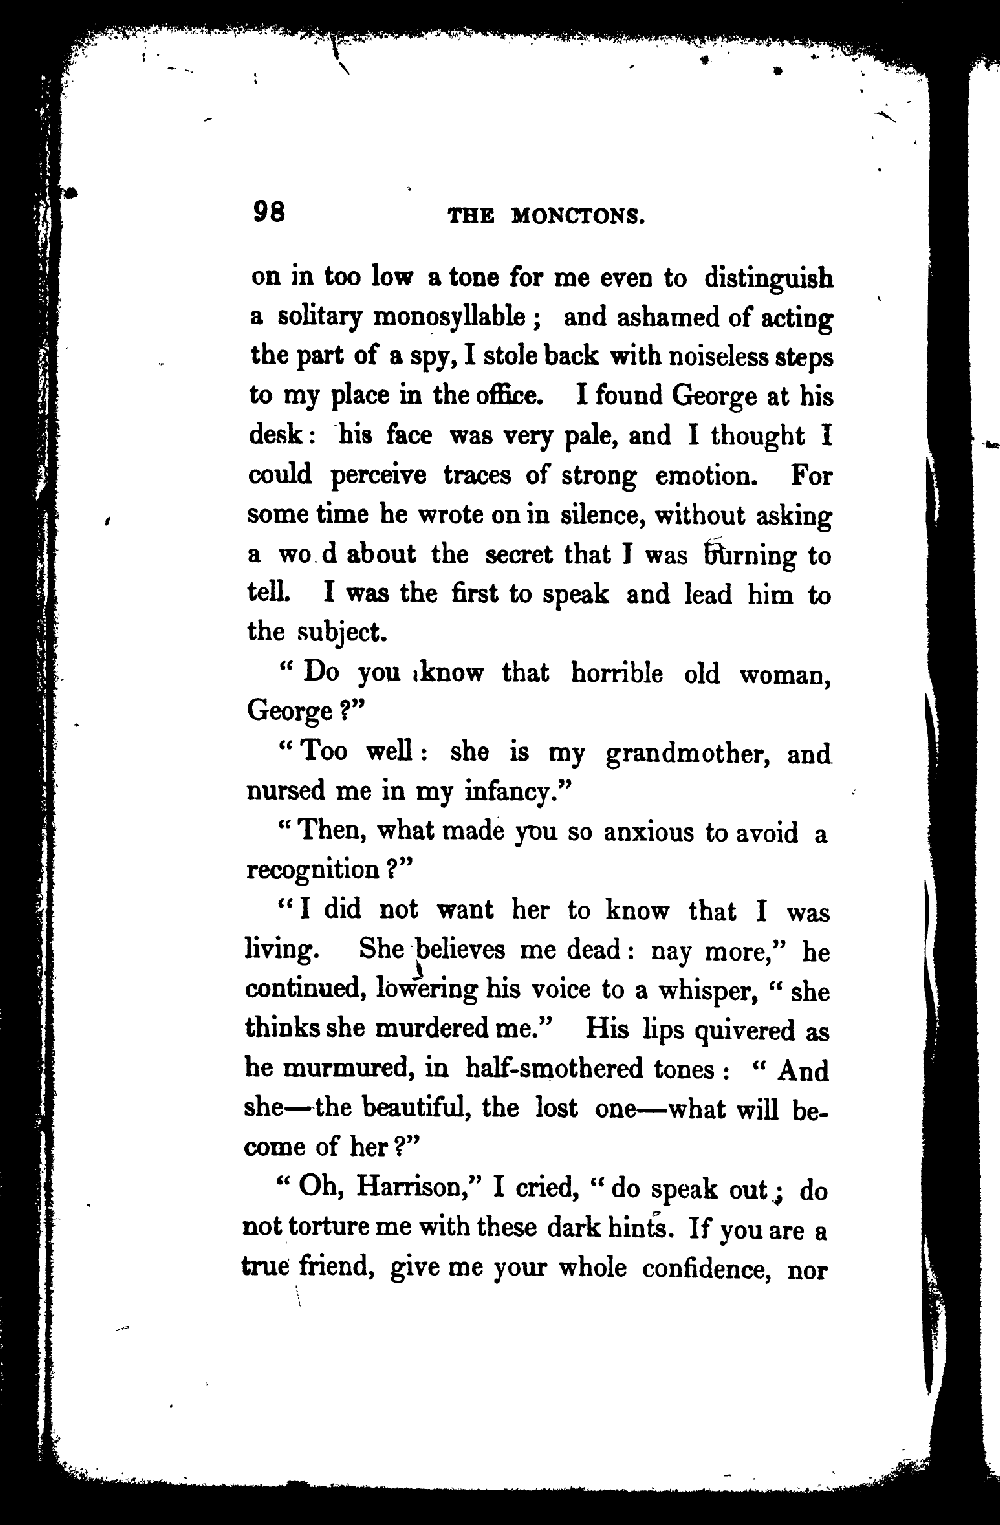 98 THE MONCTONS.
on in too low a tone for me even to distinguish
a solitary monosyllable ; and ashamed of acting
the part of a spy, I stole back with noiseless steps
to my place in the office. I found George at his
desk : his face was very pale, and I thought I
could perceive traces of strong emotion. For
some time he wrote on in silence, without asking
a wo d about the secret that I was burning to
tell. I was the first to speak and lead him to
the subject.
“ Do you know that horrible old woman,
George ?”
“ Too well : she is my grandmother, and
nursed me in my infancy.”
“ Then, what made you so anxious to avoid a
recognition ?”
“ I did not want her to know that I was
living. She believes me dead : nay more,” he
continued, lowering his voice to a whisper, “ she
thinks she murdered me.” His lips quivered as
he murmured, in half-smothered tones : “ And
she—the beautiful, the lost one—what will be-
come of her ?”
“ Oh, Harrison,” I cried, “ do speak out ; do
not torture me with these dark hints. If you are a
true friend, give me your whole confidence, nor